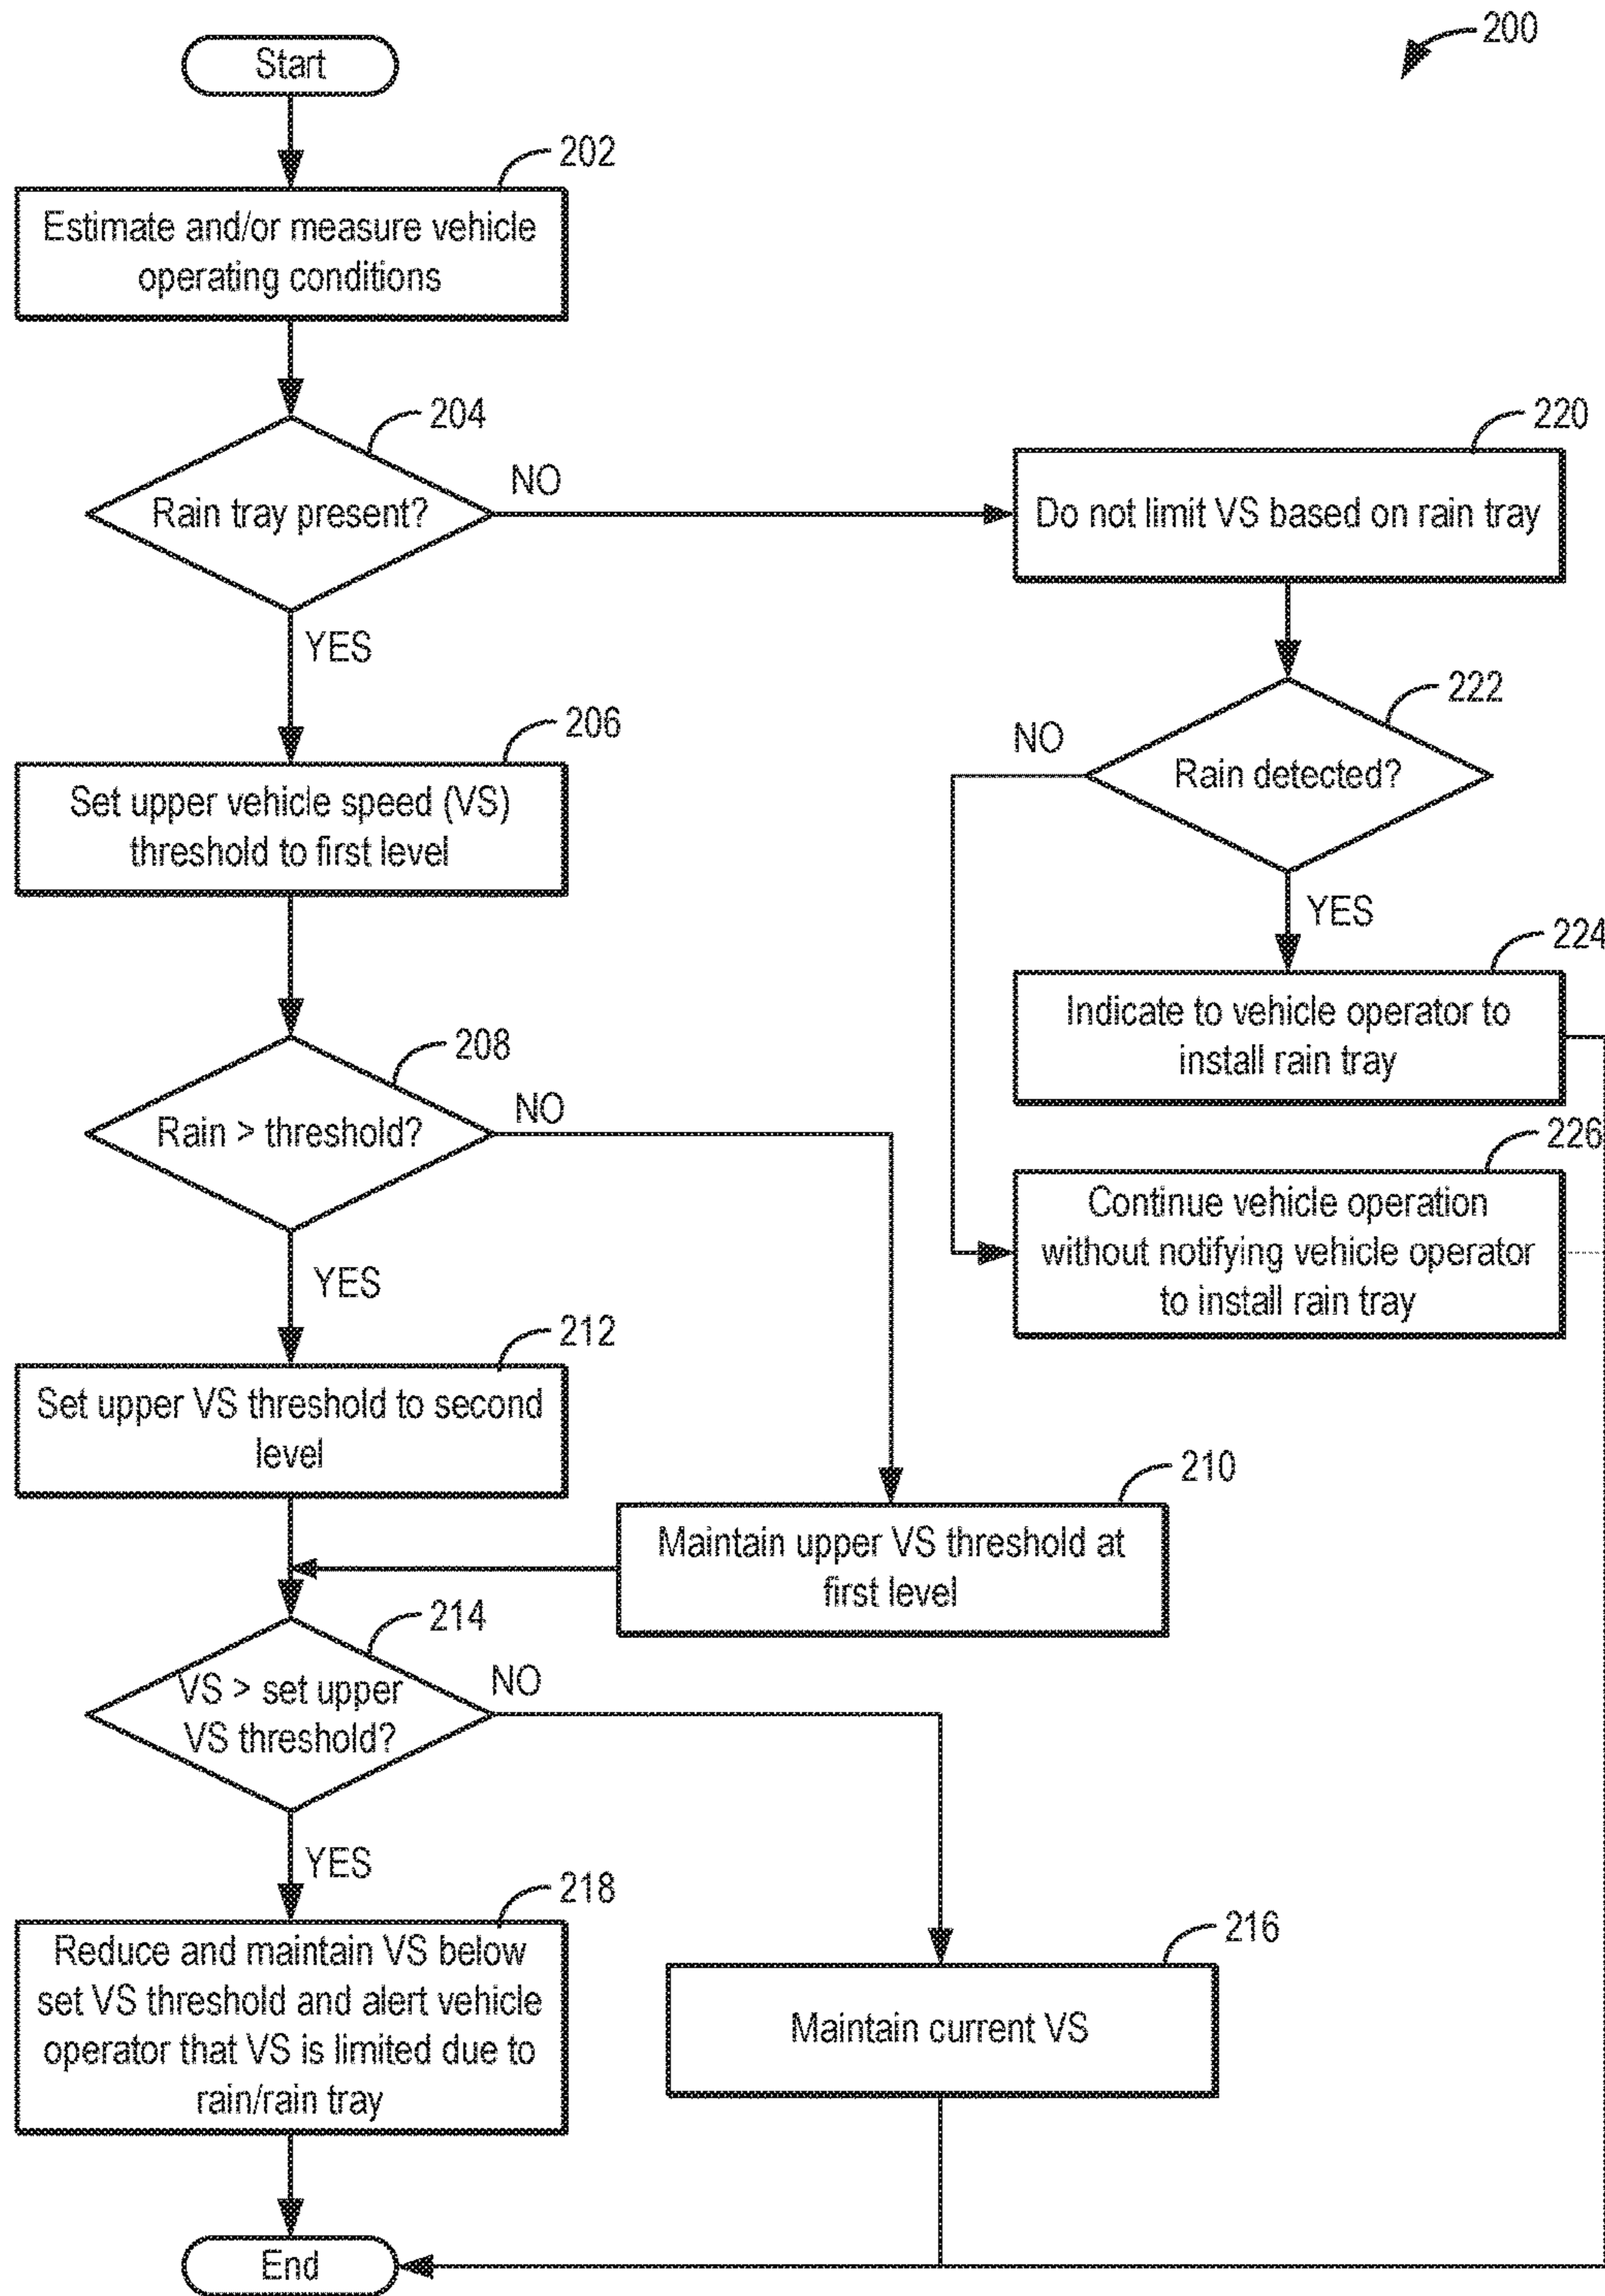 200
Start
202
Estimate and/or measure vehicle
operating conditions
204
Rain tray present?
NO
YES
220
Do not limit VS based on rain tray
222
Rain detected?
NO
YES
224
Indicate to vehicle operator to
install rain tray
226
Continue vehicle operation
without notifying vehicle operator
to install rain tray
206
Set upper vehicle speed (VS)
threshold to first level
208
Rain > threshold?
NO
YES
212
Set upper VS threshold to second
level
210
Maintain upper VS threshold at
first level
214
VS > set upper
VS threshold?
NO
YES
218
Reduce and maintain VS below
set VS threshold and alert vehicle
operator that VS is limited due to
rain/rain tray
216
Maintain current VS
End